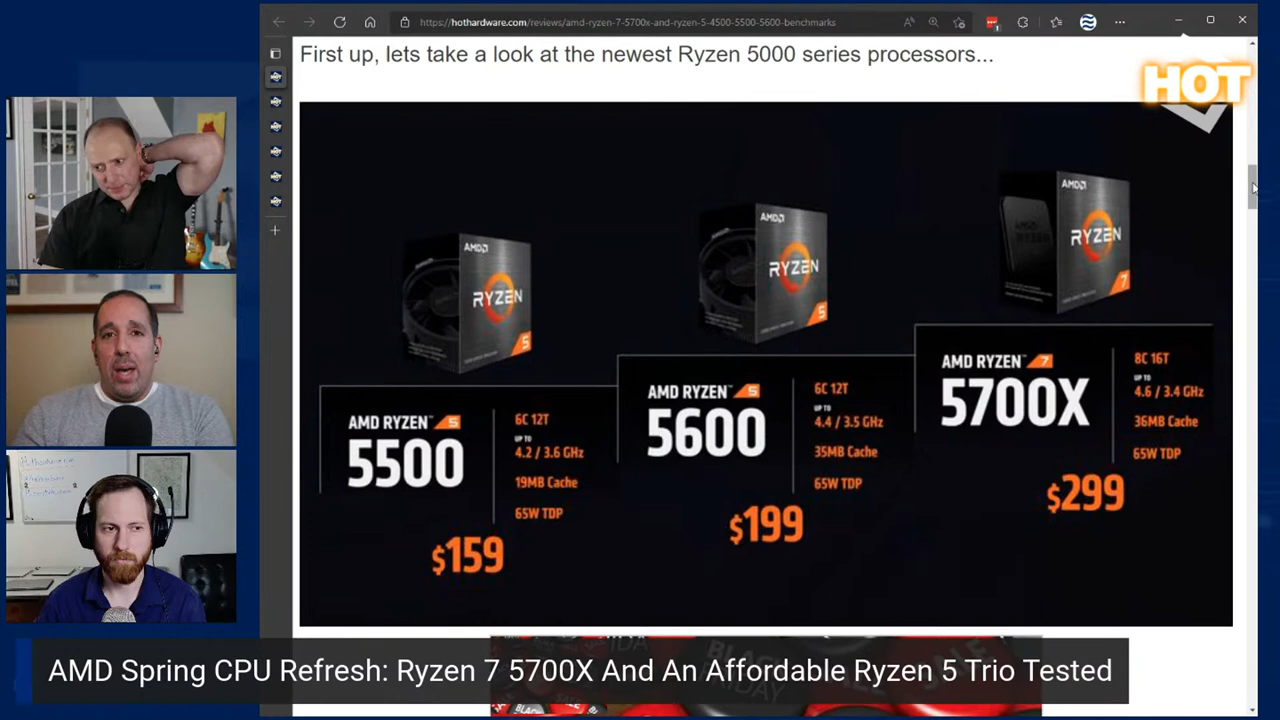 https://hothardware.com/reviews/amd-ryzen-7-5700x-and-ryzen-5-4500-5500-5600-benchmarks
First up, lets take a look at the newest Ryzen 5000 series processors...
HOT
AMD
RYZEN
5
AMD RYZEN™ 5
5500
6C 12T
UP TO
4.2 / 3.6 GHz
19MB Cache
65W TDP
$159
AMD
RYZEN
5
AMD RYZEN™ 5
5600
6C 12T
UP TO
4.4 / 3.5 GHz
35MB Cache
65W TDP
$199
AMD
RYZEN
7
AMD RYZEN™ 7
5700X
8C 16T
UP TO
4.6 / 3.4 GHz
36MB Cache
65W TDP
$299
BLACK
SALE
AMD Spring CPU Refresh: Ryzen 7 5700X And An Affordable Ryzen 5 Trio Tested